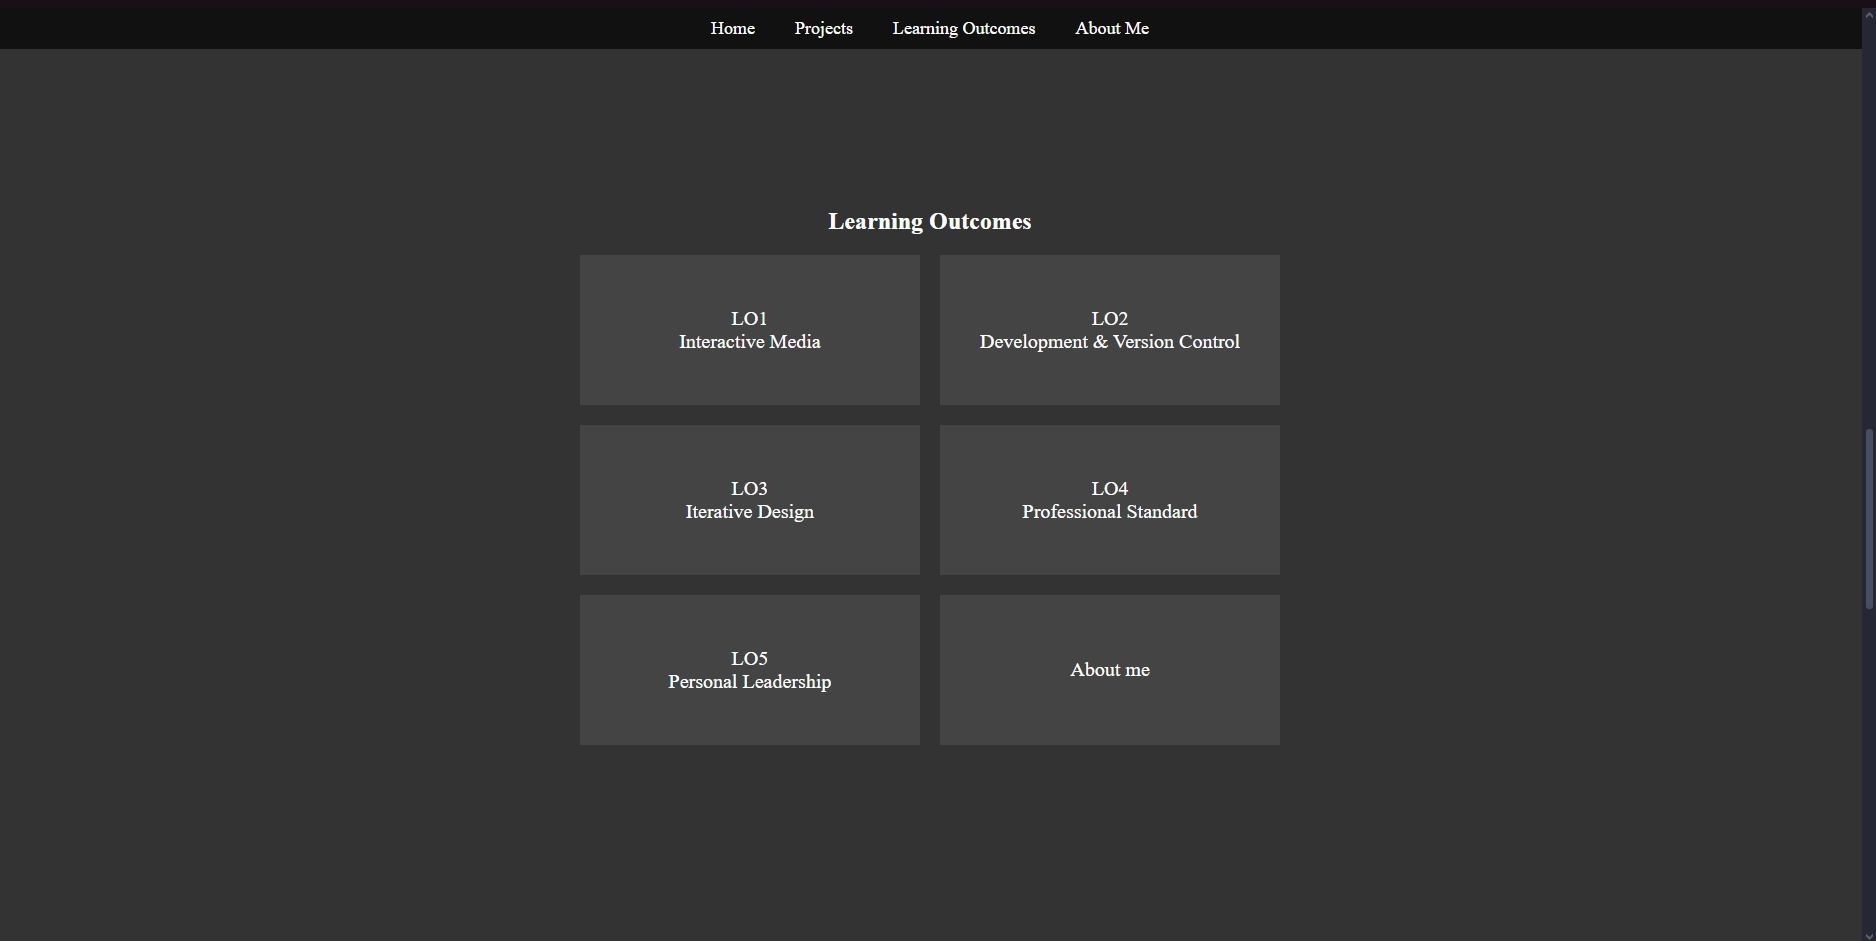 Home Projects Learning Outcomes About Me
Learning Outcomes
LO1
Interactive Media
LO2
Development & Version Control
LO3
Iterative Design
LO4
Professional Standard
LO5
Personal Leadership
About me